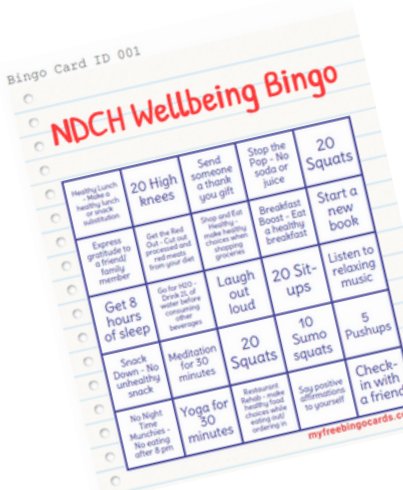 Bingo Card ID 001
NDCH Wellbeing Bingo
Healthy Lunch
- Make a
healthy lunch
or snack
substitution
20 High
knees
Send
someone
a thank
you gift
Stop the
Pop - No
soda or
juice
20
Squats
Express
gratitude to
a friend/
family
member
Get the Red
Out - Cut out
processed and
red meats
from your diet
Shop and Eat
Healthy -
make healthy
choices when
shopping
groceries
Breakfast
Boost - Eat
a healthy
breakfast
Start a
new
book
Get 8
hours
of sleep
Go for H2O -
Drink 2L of
water before
consuming
other
beverages
Laugh
out
loud
20 Sit-
ups
Listen to
relaxing
music
Snack
Down - No
unhealthy
snack
Meditation
for 30
minutes
20
Squats
10
Sumo
squats
5
Pushups
No Night
Time
Munchies -
No eating
after 8 pm
Yoga for
30
minutes
Restaurant
Rehab - make
healthy food
choices while
eating out/
ordering in
Say positive
affirmations
to yourself
Check-
in with
a friend
myfreebingocards.com